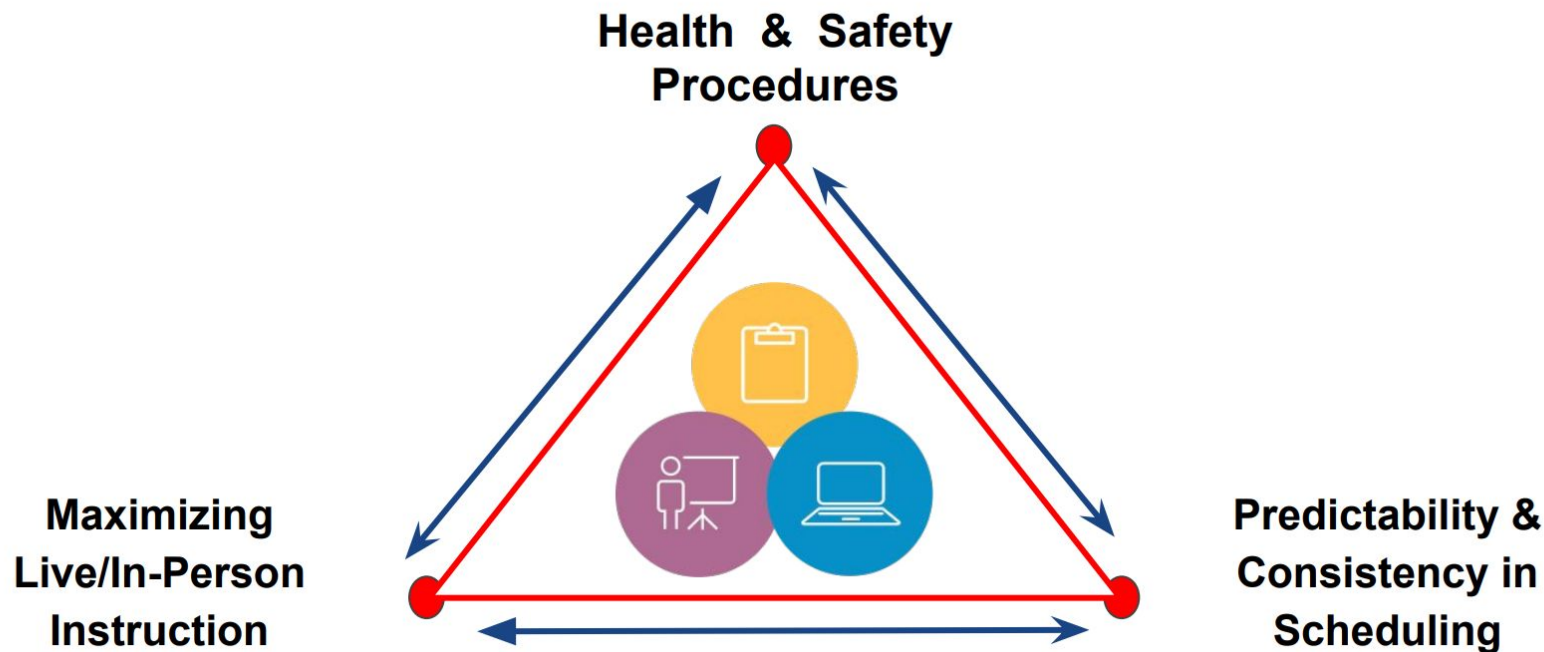 Health & Safety
Procedures
Maximizing
Live/In-Person
Instruction
Predictability &
Consistency in
Scheduling